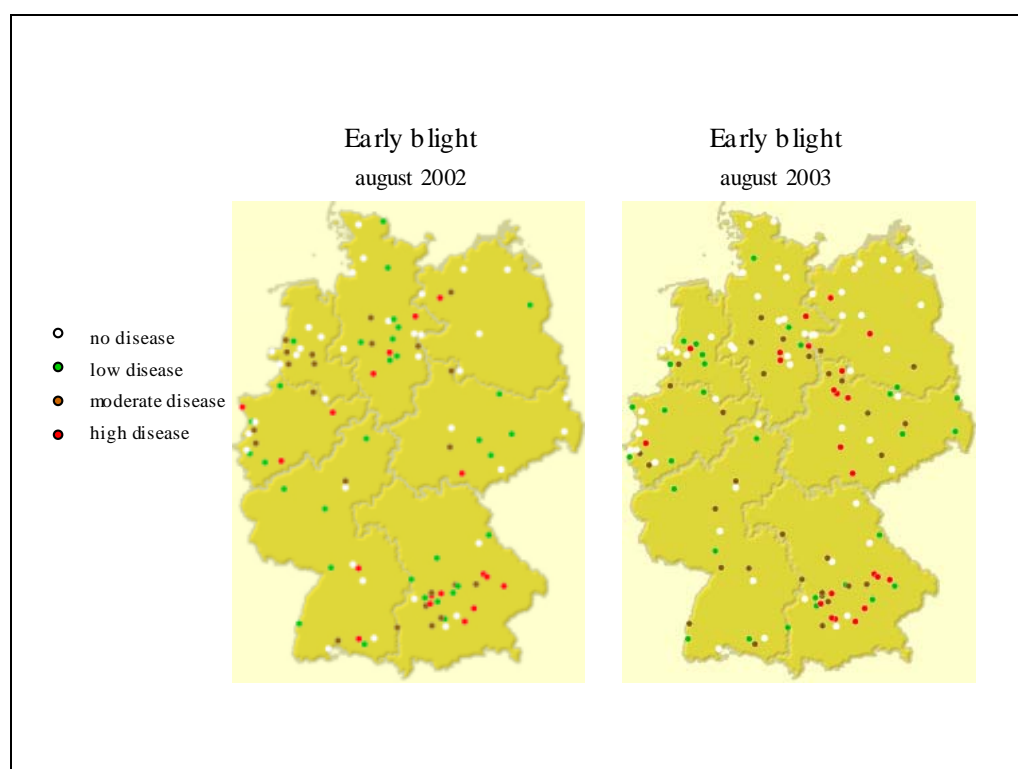 Early blight
august 2002
Early blight
august 2003
no disease
low disease
moderate disease
high disease